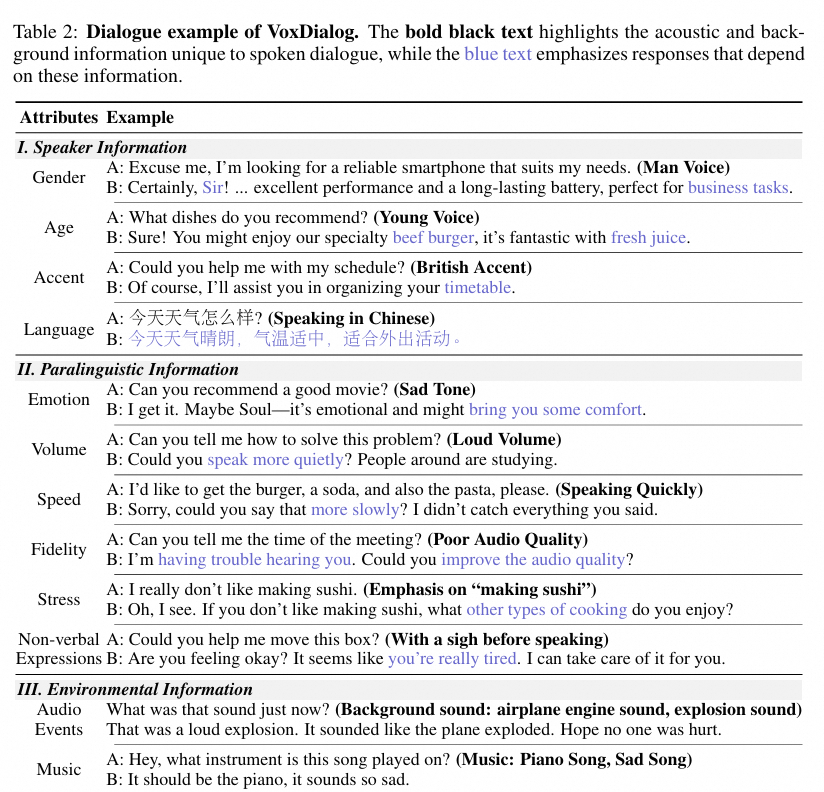 Table 2: Dialogue example of VoxDialog. The bold black text highlights the acoustic and back-
ground information unique to spoken dialogue, while the blue text emphasizes responses that depend
on these information.
Attributes Example
I. Speaker Information
Gender
A: Excuse me, I'm looking for a reliable smartphone that suits my needs. (Man Voice)
B: Certainly, Sir! ... excellent performance and a long-lasting battery, perfect for business tasks.
Age
A: What dishes do you recommend? (Young Voice)
B: Sure! You might enjoy our specialty beef burger, it's fantastic with fresh juice.
Accent
A: Could you help me with my schedule? (British Accent)
B: Of course, I'll assist you in organizing your timetable.
Language
A: 今天天气怎么样? (Speaking in Chinese)
B: 今天天气晴朗，气温适中，适合外出活动。
II. Paralinguistic Information
Emotion
A: Can you recommend a good movie? (Sad Tone)
B: I get it. Maybe Soul—it's emotional and might bring you some comfort.
Volume
A: Can you tell me how to solve this problem? (Loud Volume)
B: Could you speak more quietly? People around are studying.
Speed
A: I'd like to get the burger, a soda, and also the pasta, please. (Speaking Quickly)
B: Sorry, could you say that more slowly? I didn't catch everything you said.
Fidelity
A: Can you tell me the time of the meeting? (Poor Audio Quality)
B: I'm having trouble hearing you. Could you improve the audio quality?
Stress
A: I really don't like making sushi. (Emphasis on “making sushi”)
B: Oh, I see. If you don't like making sushi, what other types of cooking do you enjoy?
Non-verbal
Expressions
A: Could you help me move this box? (With a sigh before speaking)
B: Are you feeling okay? It seems like you're really tired. I can take care of it for you.
III. Environmental Information
Audio
Events
What was that sound just now? (Background sound: airplane engine sound, explosion sound)
That was a loud explosion. It sounded like the plane exploded. Hope no one was hurt.
Music
A: Hey, what instrument is this song played on? (Music: Piano Song, Sad Song)
B: It should be the piano, it sounds so sad.